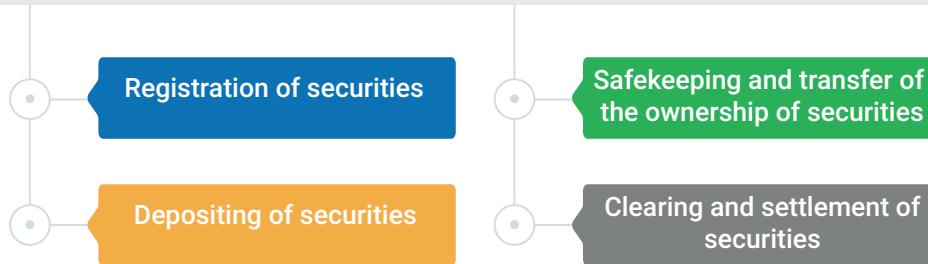 Registration of securities
Safekeeping and transfer of
the ownership of securities
Depositing of securities
Clearing and settlement of
securities